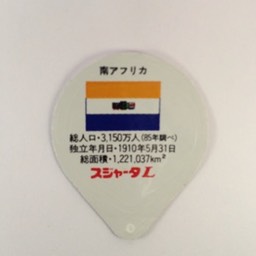 南アフリカ
総人口・3,150万人(85年調べ)
独立年月日・1910年5月31日
総面積・1,221,037km²
スジャータL